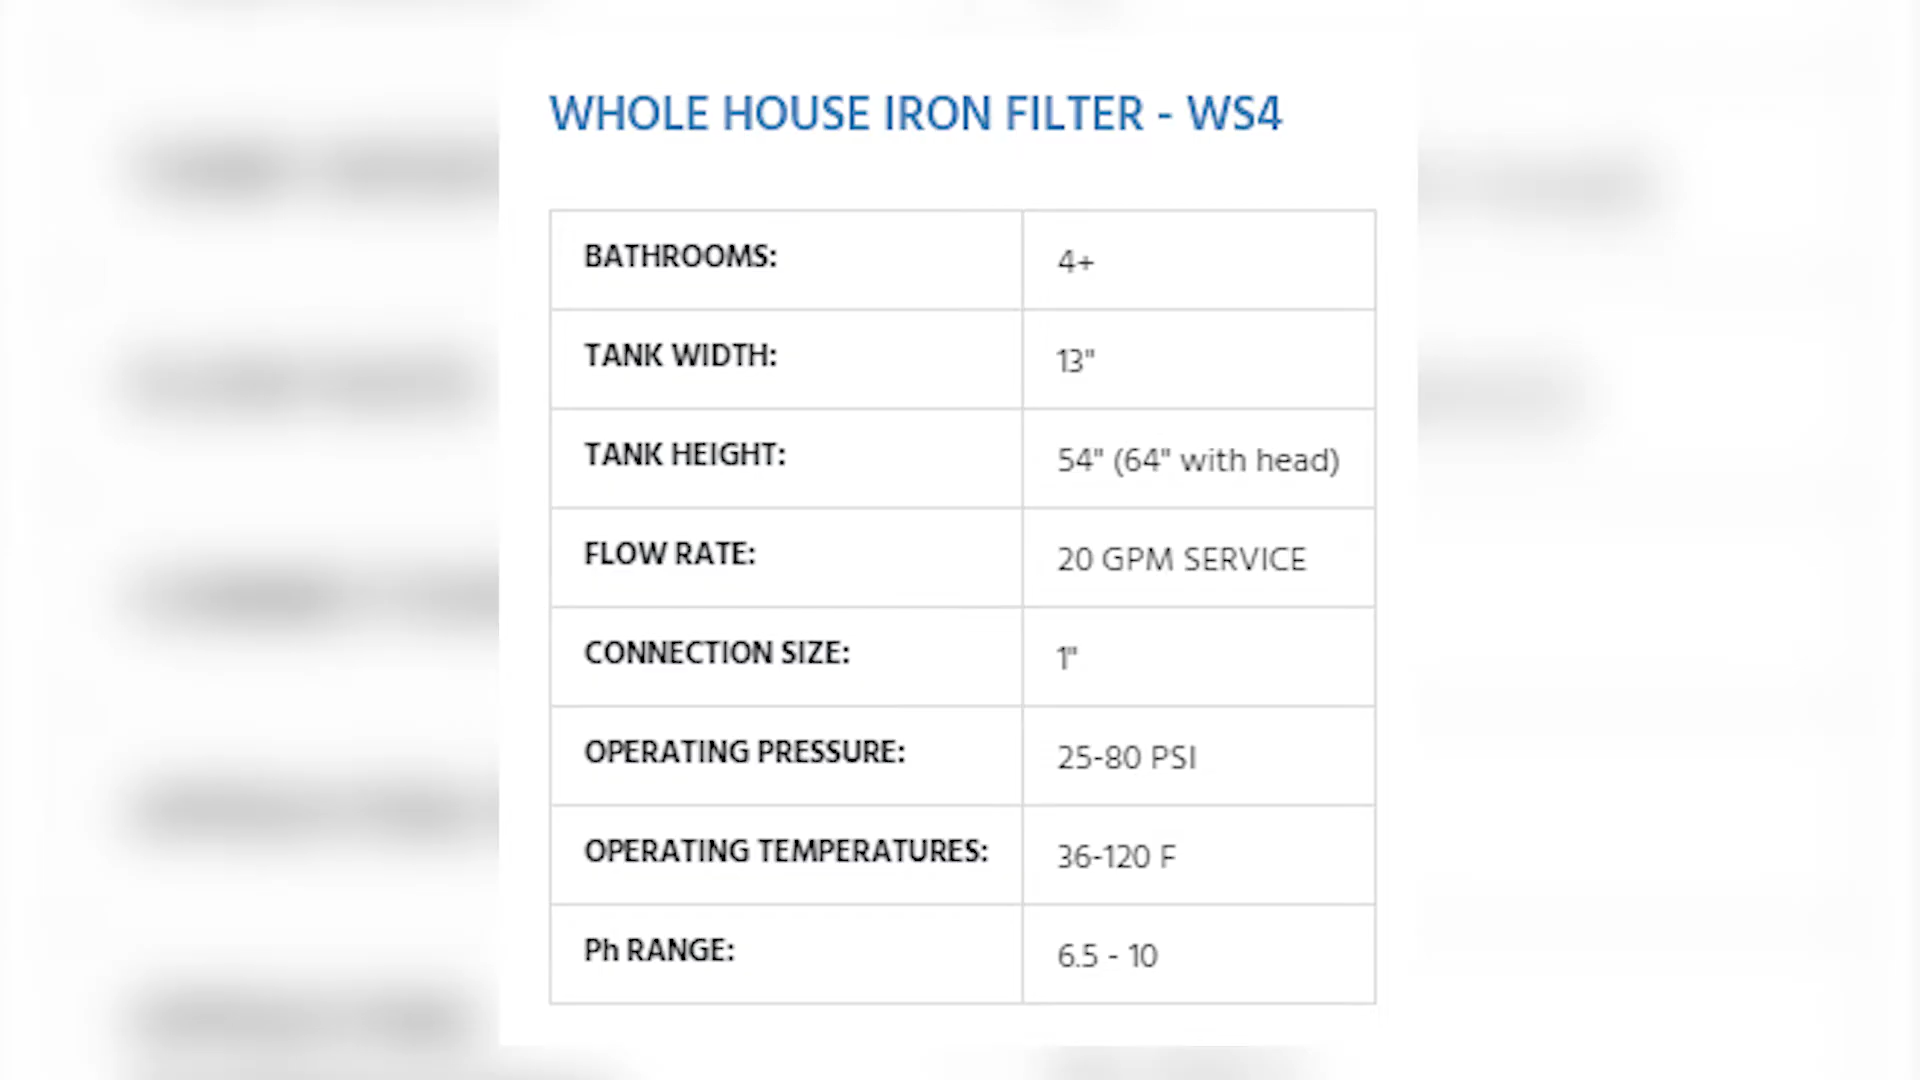 WHOLE HOUSE IRON FILTER - WS4
BATHROOMS: 4+
TANK WIDTH: 13"
TANK HEIGHT: 54" (64" with head)
FLOW RATE: 20 GPM SERVICE
CONNECTION SIZE: 1"
OPERATING PRESSURE: 25-80 PSI
OPERATING TEMPERATURES: 36-120 F
Ph RANGE: 6.5 - 10